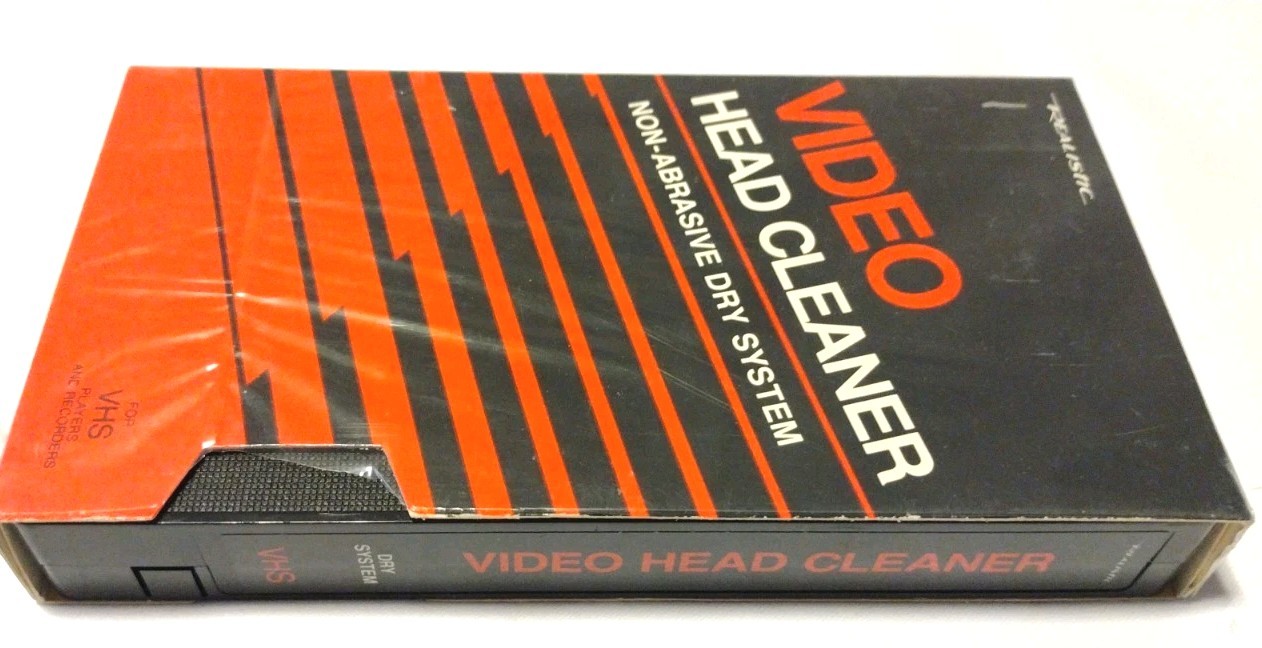 REALISTIC
VIDEO
HEAD CLEANER
NON-ABRASIVE DRY SYSTEM
FOR
VHS
PLAYERS
AND RECORDERS
VHS
DRY
SYSTEM
VIDEO HEAD CLEANER
REALISTIC